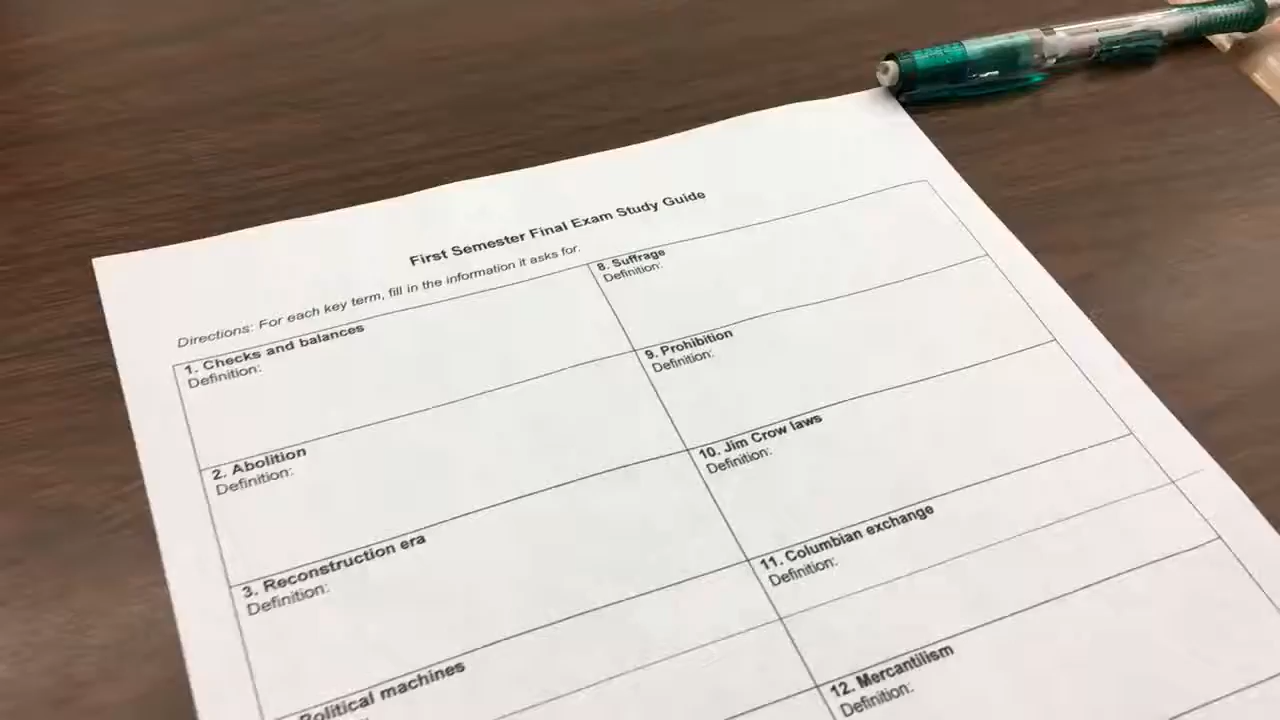 First Semester Final Exam Study Guide
Directions: For each key term, fill in the information it asks for.
1. Checks and balances
Definition:
2. Abolition
Definition:
3. Reconstruction era
Definition:
Political machines
8. Suffrage
Definition:
9. Prohibition
Definition:
10. Jim Crow laws
Definition:
11. Columbian exchange
Definition:
12. Mercantilism
Definition: